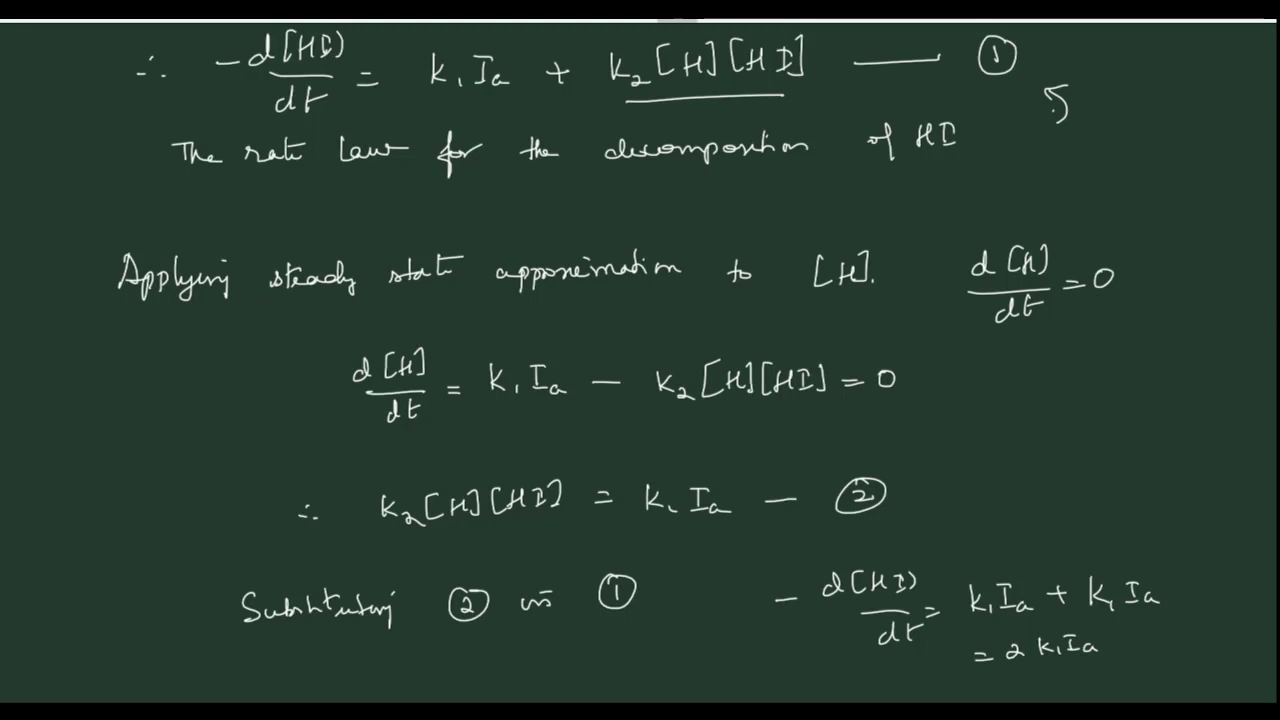 ∴ -d[HI]/dt = k₁Iₐ + k₂[H][HI] —— ①
The rate law for the decomposition of HI
Applying steady state approximation to [H]. d[H]/dt = 0
d[H]/dt = k₁Iₐ – k₂[H][HI] = 0
∴ k₂[H][HI] = k₁Iₐ — ②
Substituting ② in ① - d[HI]/dt = k₁Iₐ + k₁Iₐ
= 2 k₁Iₐ